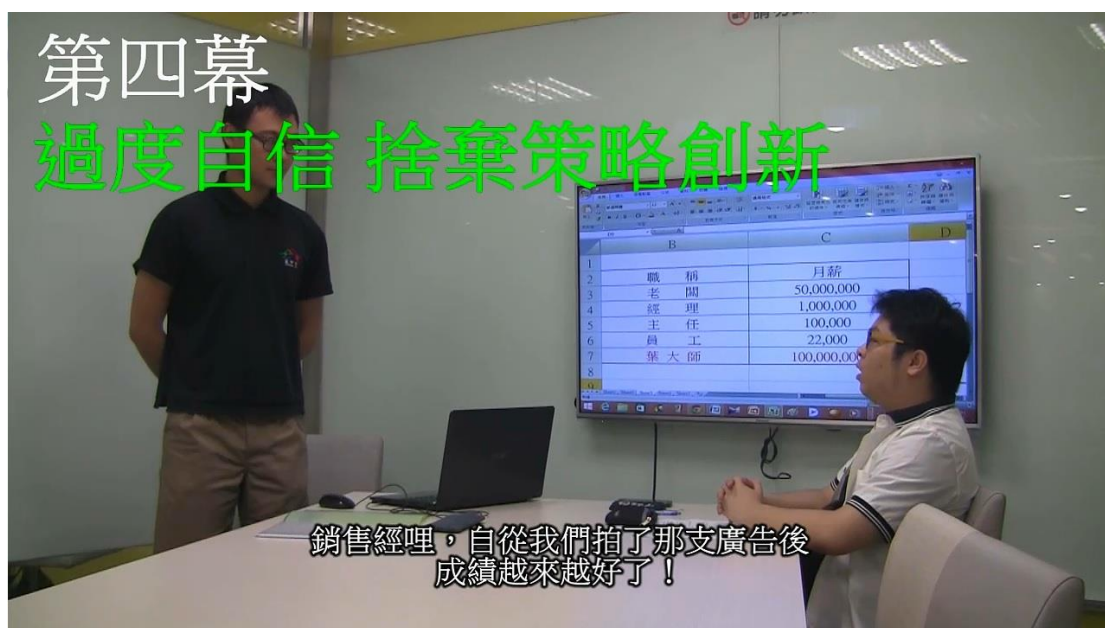 第四幕
過度自信 捨棄策略創新
B C D
1
2 職 稱 月薪
3 老 闆 50,000,000
4 經 理 1,000,000
5 主 任 100,000
6 員 工 22,000
7 葉大師 100,000,00
8
9
銷售經哩，自從我們拍了那支廣告後
成績越來越好了！